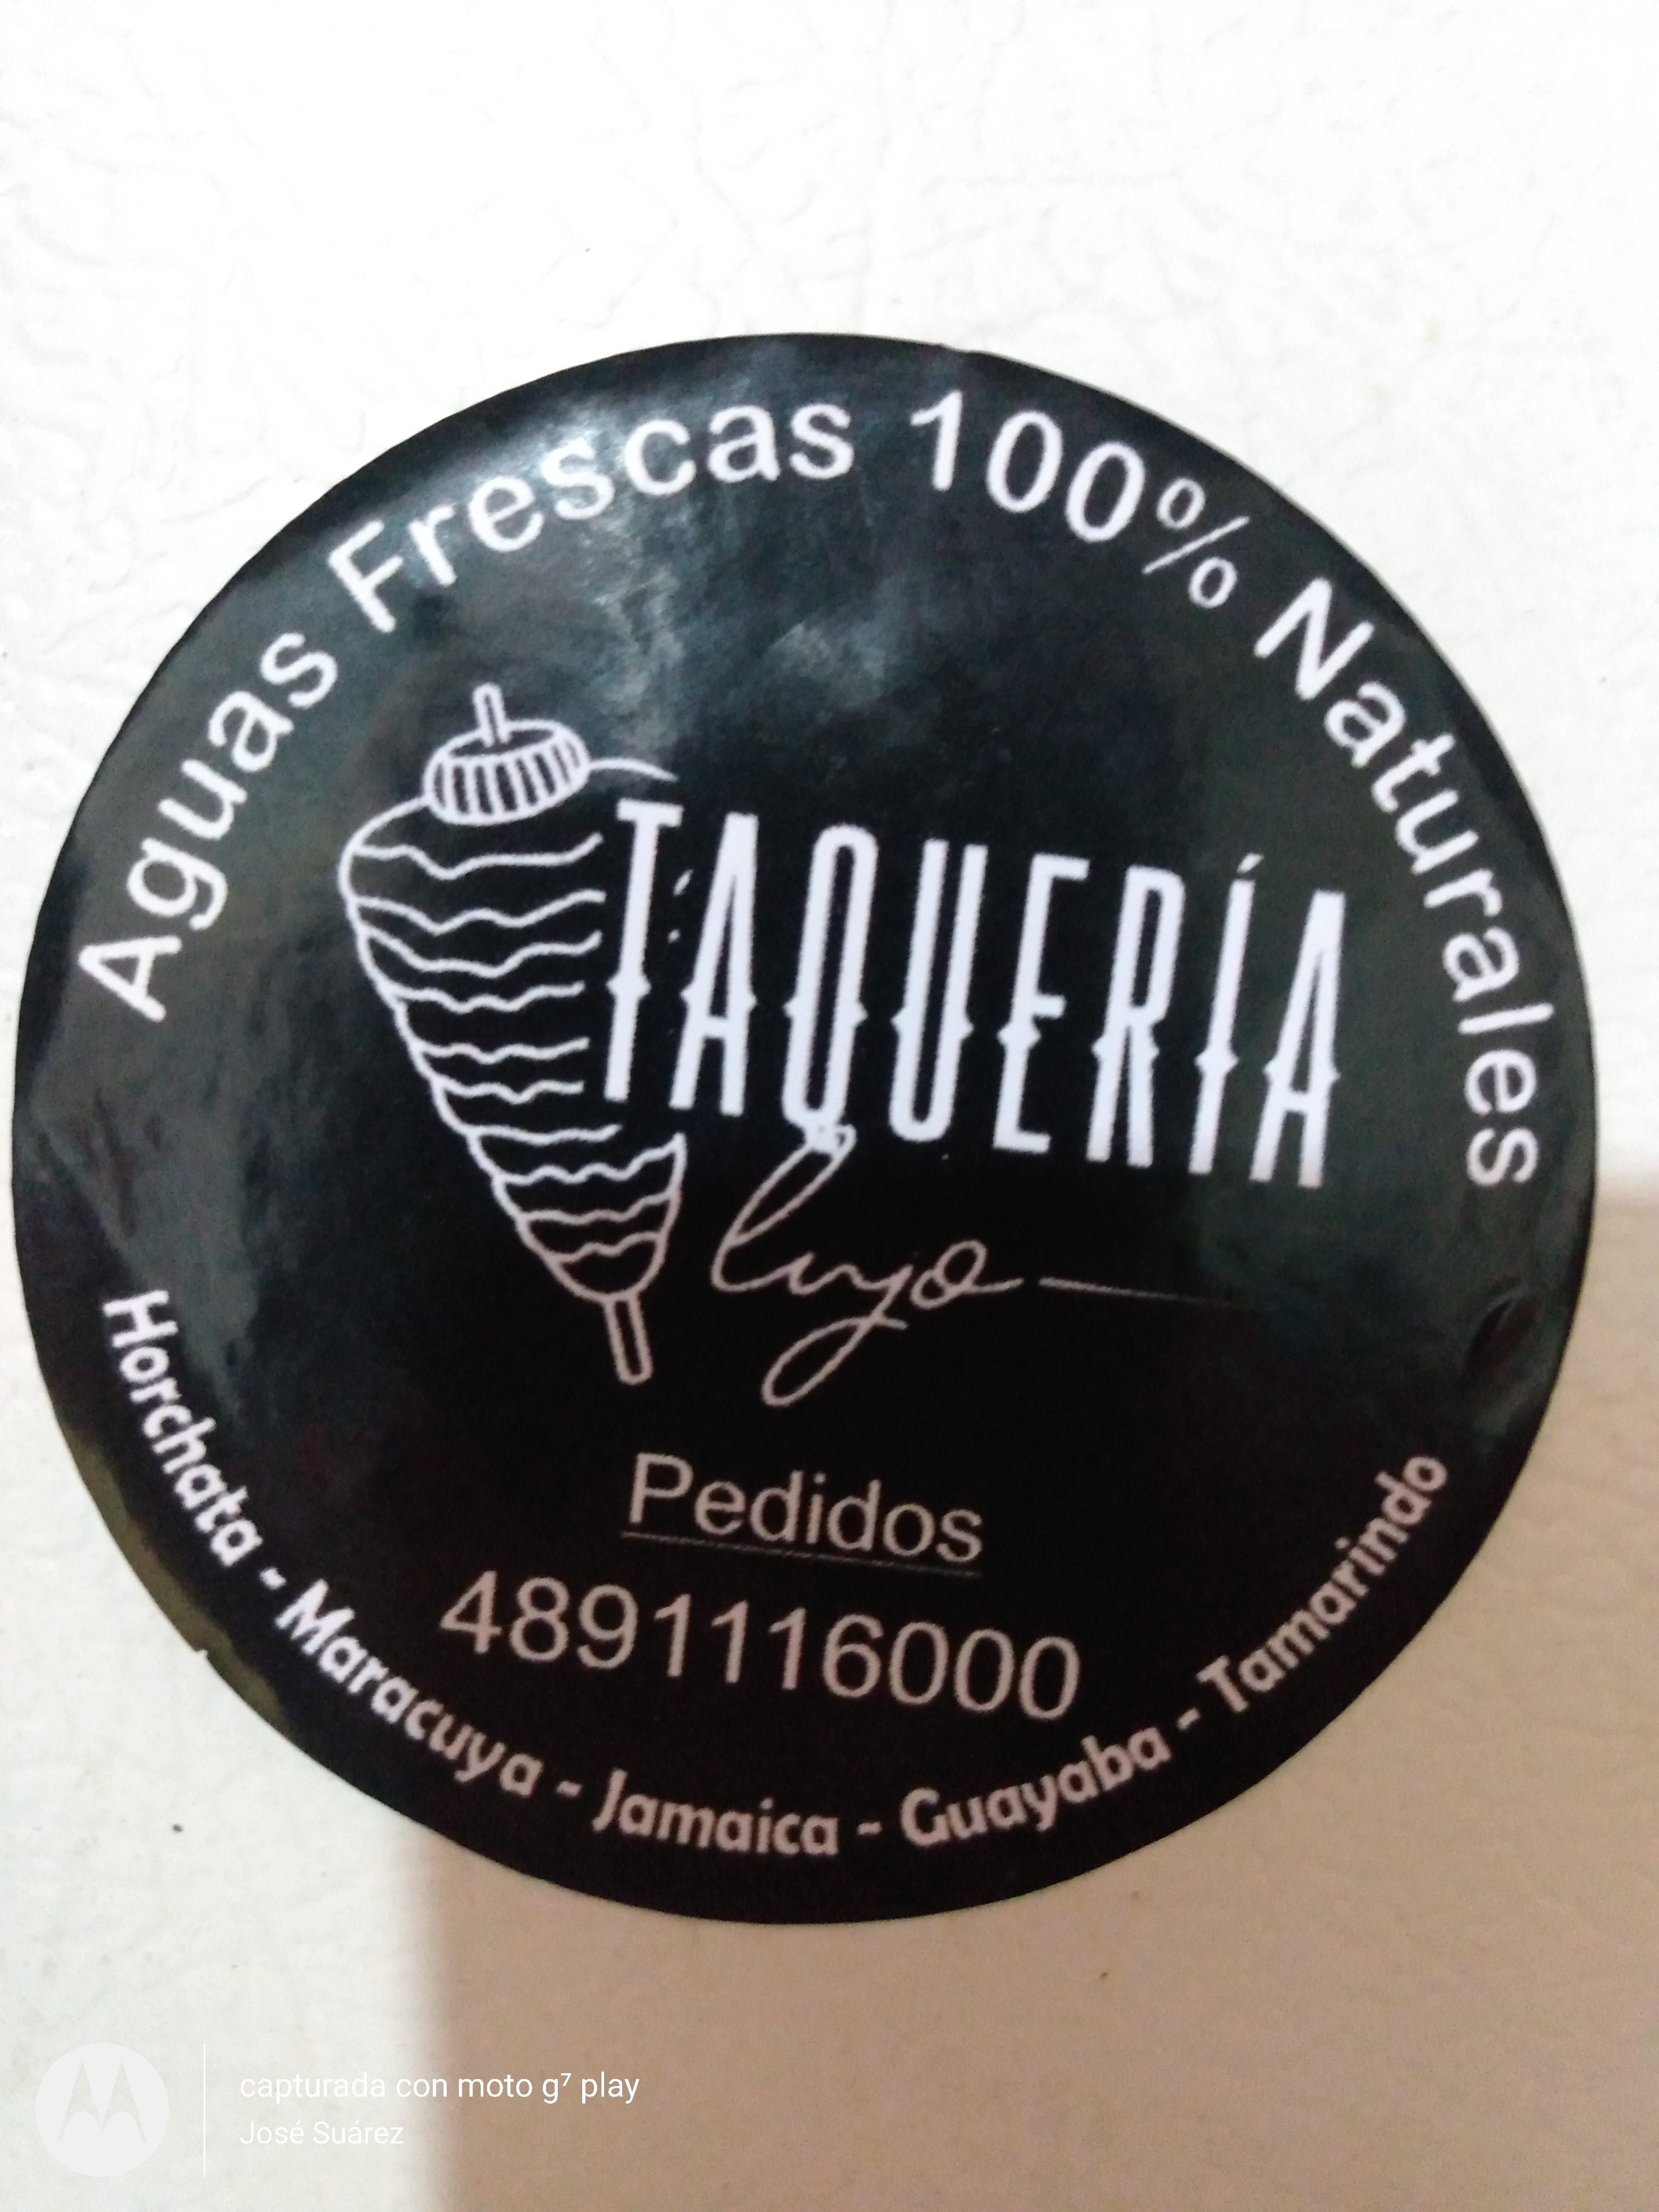 Aguas Frescas 100% Naturales
TAQUERÍA
lujo
Pedidos
4891116000
Horchata - Maracuya - Jamaica - Guayaba - Tamarindo
capturada con moto g⁷ play
José Suárez